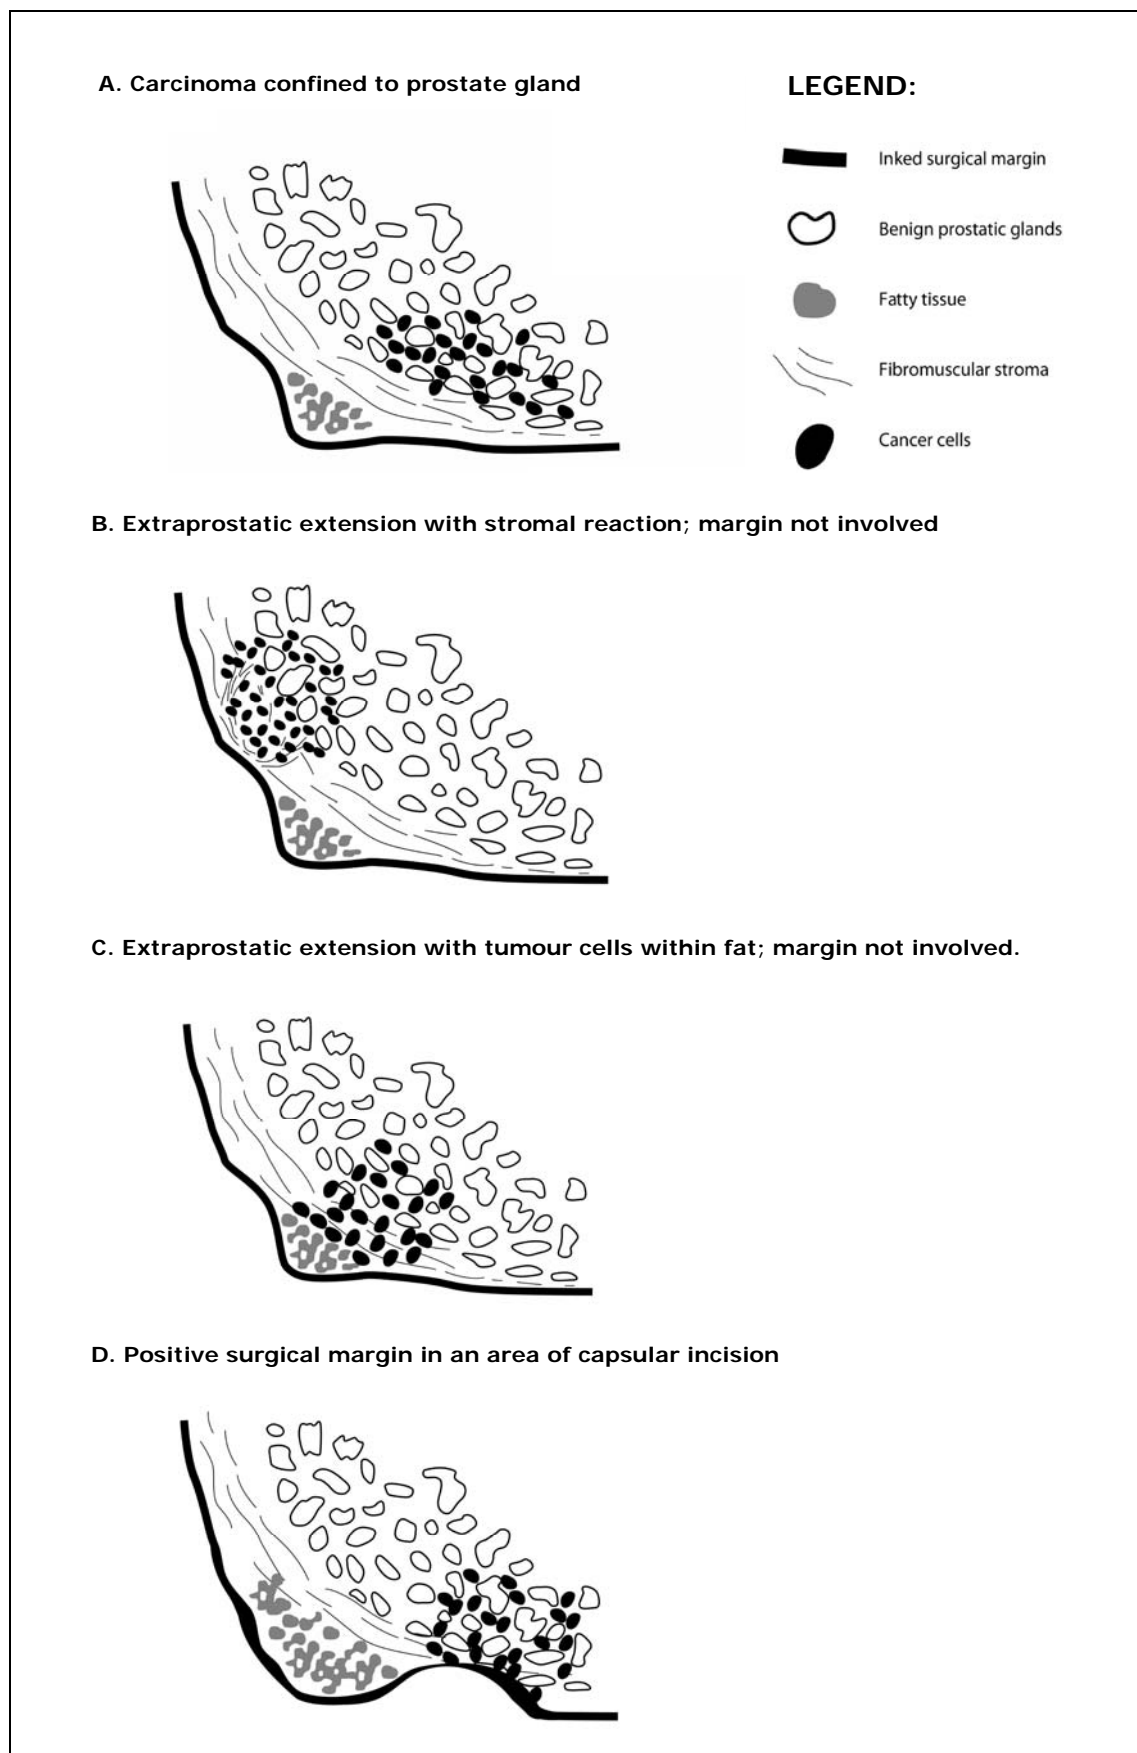 A. Carcinoma confined to prostate gland
LEGEND:
Inked surgical margin
Benign prostatic glands
Fatty tissue
Fibromuscular stroma
Cancer cells
B. Extraprostatic extension with stromal reaction; margin not involved
C. Extraprostatic extension with tumour cells within fat; margin not involved.
D. Positive surgical margin in an area of capsular incision